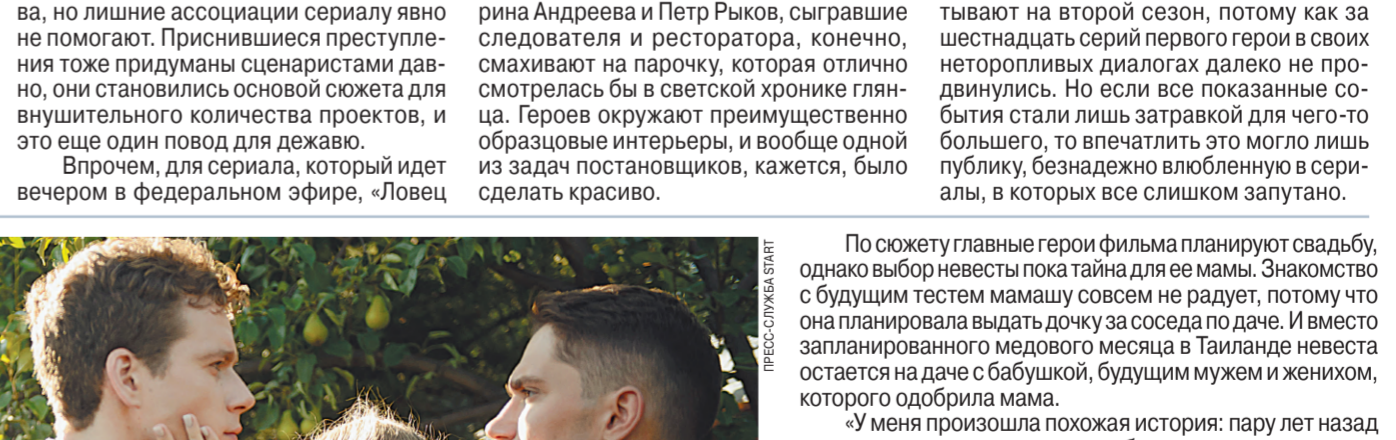 ва, но лишние ассоциации сериалу явно
не помогают. Приснившиеся преступле-
ния тоже придуманы сценаристами дав-
но, они становились основой сюжета для
внушительного количества проектов, и
это еще один повод для дежавю.
Впрочем, для сериала, который идет
вечером в федеральном эфире, «Ловец
рина Андреева и Петр Рыков, сыгравшие
следователя и ресторатора, конечно,
смахивают на парочку, которая отлично
смотрелась бы в светской хронике глян-
ца. Героев окружают преимущественно
образцовые интерьеры, и вообще одной
из задач постановщиков, кажется, было
сделать красиво.
тывают на второй сезон, потому как за
шестнадцать серий первого герои в своих
неторопливых диалогах далеко не про-
двинулись. Но если все показанные со-
бытия стали лишь затравкой для чего-то
большего, то впечатлить это могло лишь
публику, безнадежно влюбленную в сери-
алы, в которых все слишком запутано.
ПРЕСС-СЛУЖБА START
По сюжету главные герои фильма планируют свадьбу,
однако выбор невесты пока тайна для ее мамы. Знакомство
с будущим тестем мамашу совсем не радует, потому что
она планировала выдать дочку за соседа по даче. И вместо
запланированного медового месяца в Таиланде невеста
остается на даче с бабушкой, будущим мужем и женихом,
которого одобрила мама.
«У меня произошла похожая история: пару лет назад